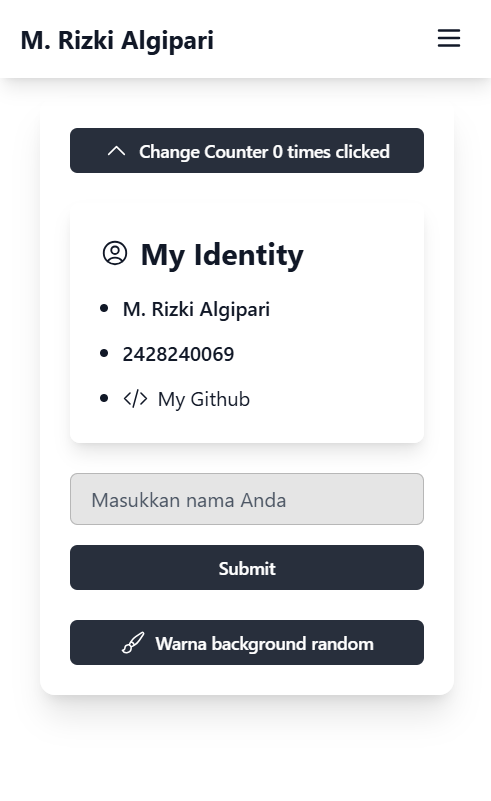 M. Rizki Algipari
Change Counter 0 times clicked
My Identity
M. Rizki Algipari
2428240069
My Github
Masukkan nama Anda
Submit
Warna background random